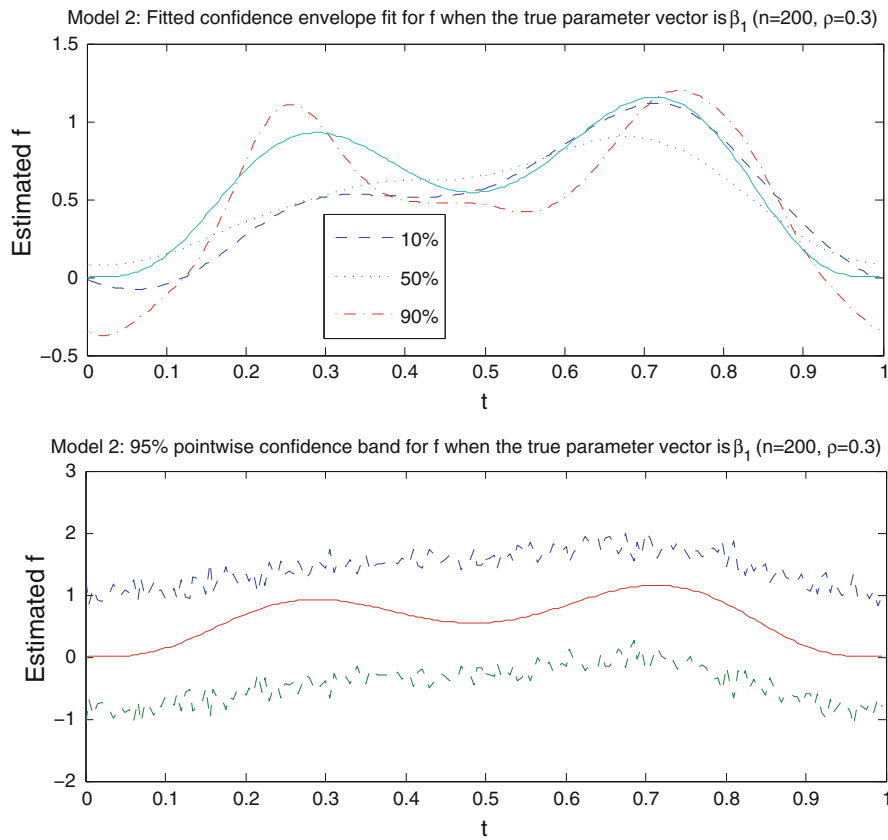 Model 2: Fitted confidence envelope fit for f when the true parameter vector is β₁ (n=200, ρ=0.3)
1.5
1
0.5
0
−0.5
Estimated f
10%
50%
90%
0 0.1 0.2 0.3 0.4 0.5 0.6 0.7 0.8 0.9 1
t
Model 2: 95% pointwise confidence band for f when the true parameter vector is β₁ (n=200, ρ=0.3)
3
2
1
0
−1
−2
Estimated f
0 0.1 0.2 0.3 0.4 0.5 0.6 0.7 0.8 0.9 1
t